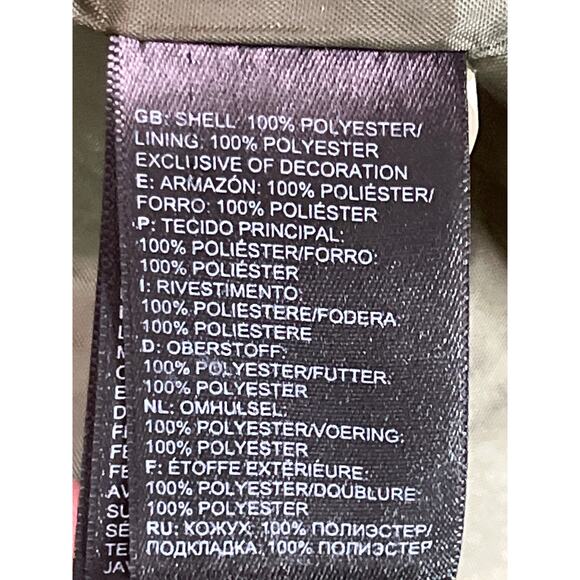 GB: SHELL: 100% POLYESTER/
LINING: 100% POLYESTER
EXCLUSIVE OF DECORATION
E: ARMAZÓN: 100% POLIÉSTER/
FORRO: 100% POLIÉSTER
P: TECIDO PRINCIPAL:
100% POLIÉSTER/FORRO:
100% POLIÉSTER
I: RIVESTIMENTO:
100% POLIESTERE/FODERA:
100% POLIESTERE
D: OBERSTOFF:
100% POLYESTER/FUTTER:
100% POLYESTER
NL: OMHULSEL:
100% POLYESTER/VOERING:
100% POLYESTER
F: ÉTOFFE EXTÉRIEURE:
100% POLYESTER/DOUBLURE:
100% POLYESTER
RU: КОЖУХ: 100% ПОЛИЭСТЕР/
ПОДКЛАДКА: 100% ПОЛИЭСТЕР